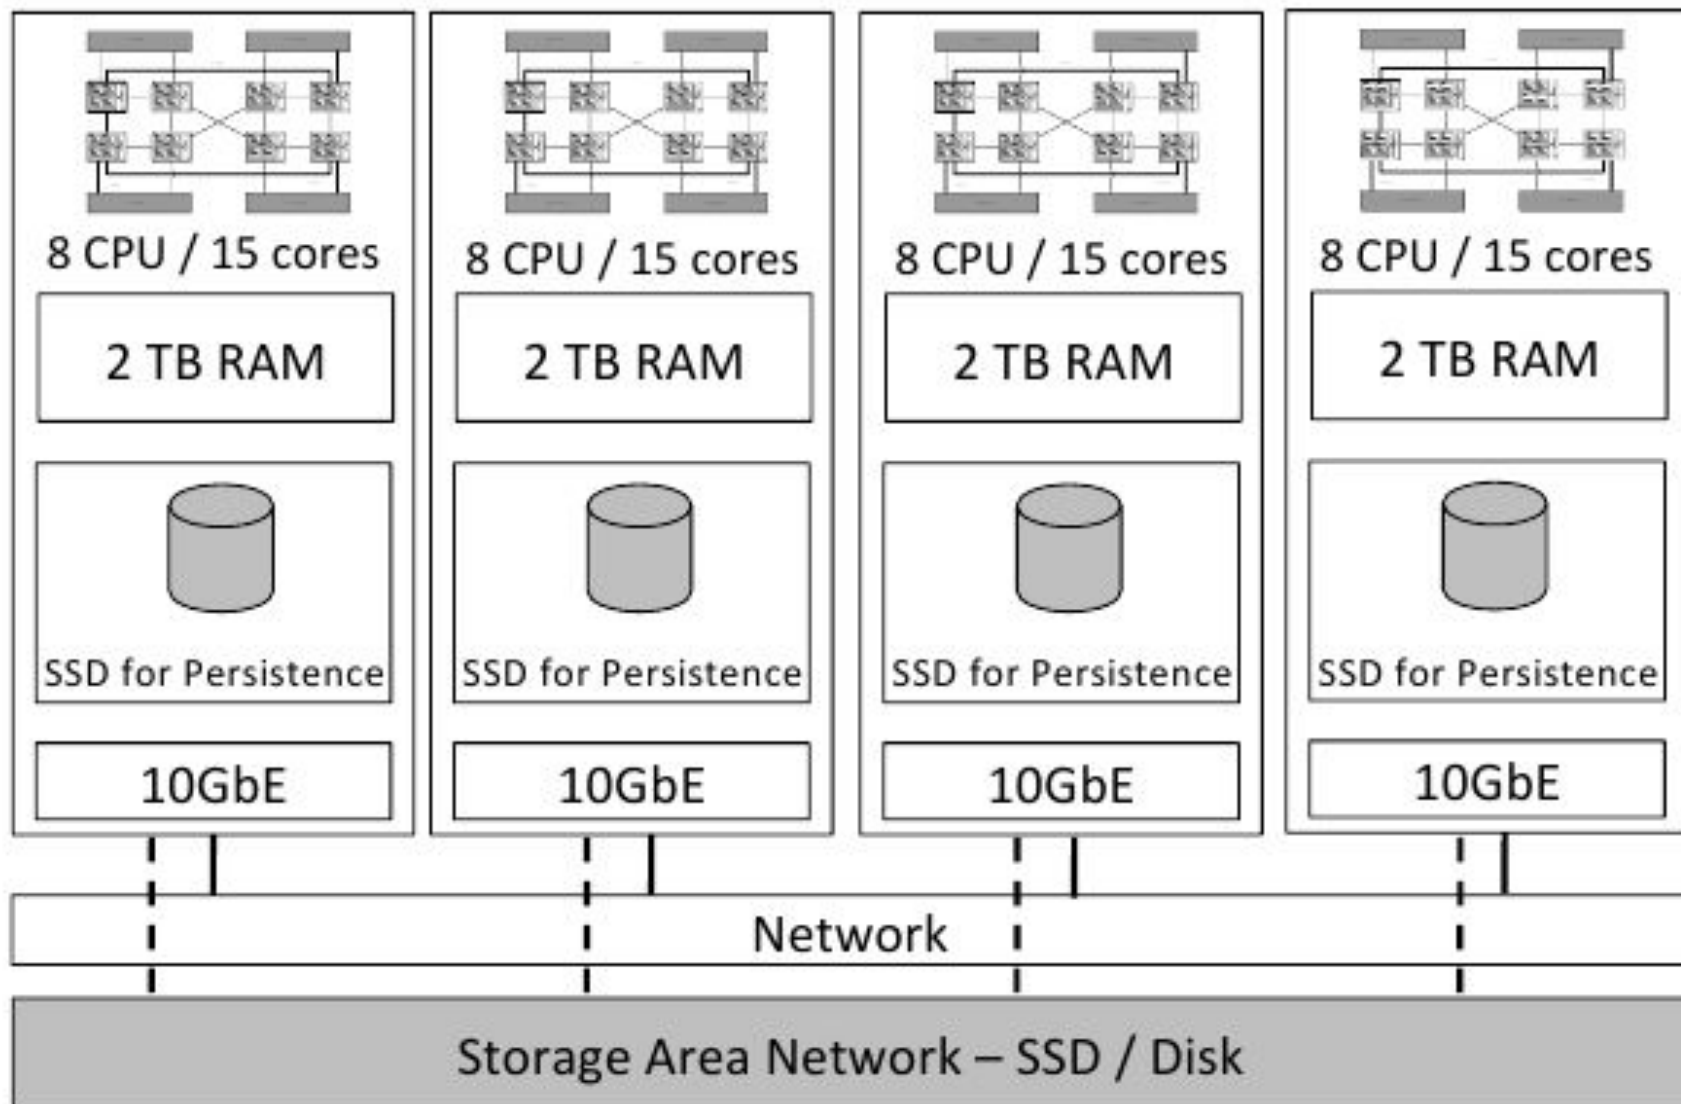 8 CPU / 15 cores
2 TB RAM
SSD for Persistence
10GbE
8 CPU / 15 cores
2 TB RAM
SSD for Persistence
10GbE
8 CPU / 15 cores
2 TB RAM
SSD for Persistence
10GbE
8 CPU / 15 cores
2 TB RAM
SSD for Persistence
10GbE
Network
Storage Area Network – SSD / Disk